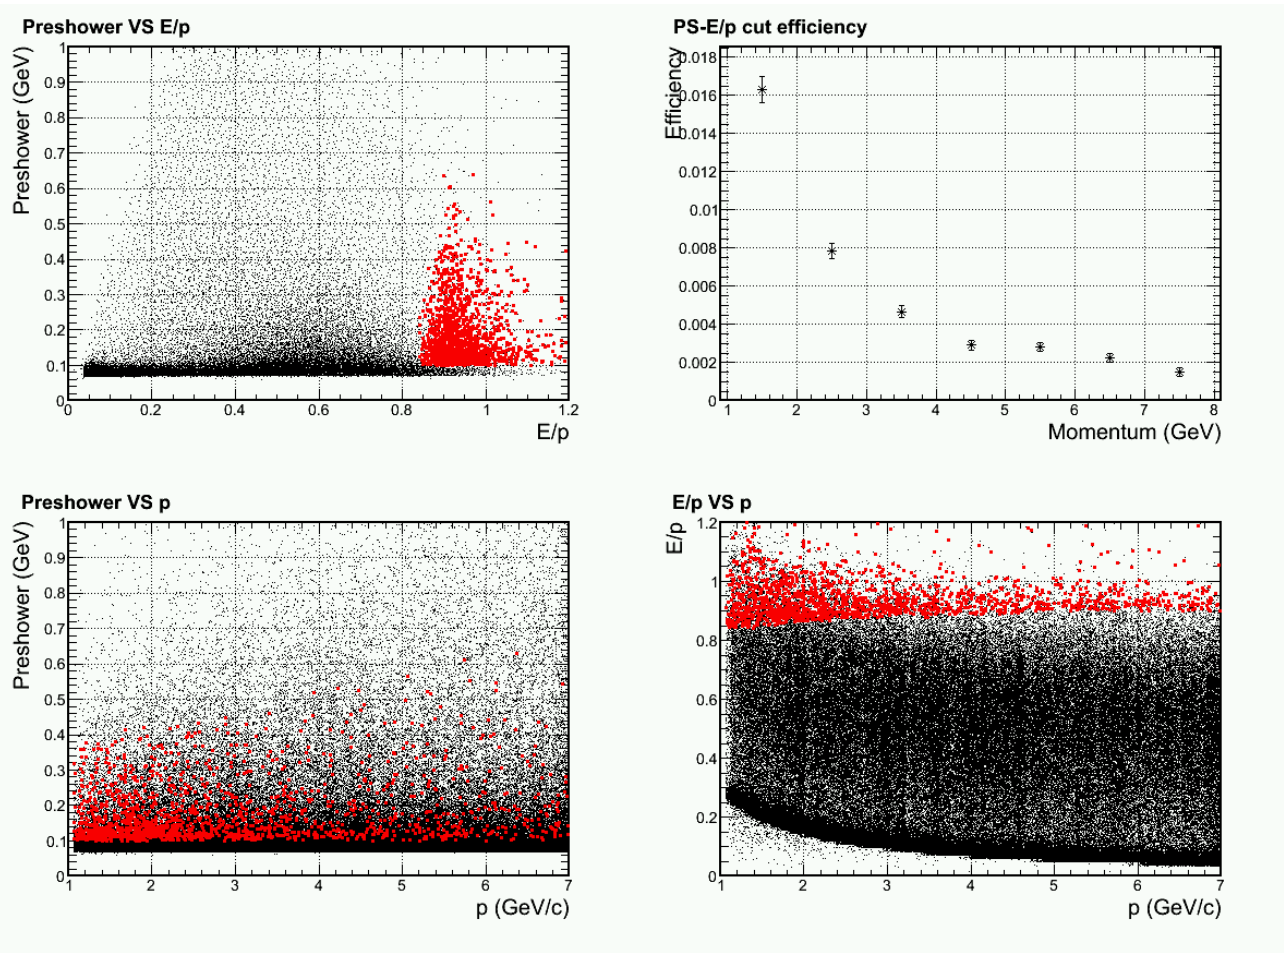 Preshower VS E/p
Preshower (GeV)
1
0.9
0.8
0.7
0.6
0.5
0.4
0.3
0.2
0.1
0
0 0.2 0.4 0.6 0.8 1 1.2
E/p
PS-E/p cut efficiency
Efficiency
0.018
0.016
0.014
0.012
0.01
0.008
0.006
0.004
0.002
0
1 2 3 4 5 6 7 8
Momentum (GeV)
Preshower VS p
Preshower (GeV)
1
0.9
0.8
0.7
0.6
0.5
0.4
0.3
0.2
0.1
0
1 2 3 4 5 6 7
p (GeV/c)
E/p VS p
E/p
1.2
1
0.8
0.6
0.4
0.2
0
1 2 3 4 5 6 7
p (GeV/c)